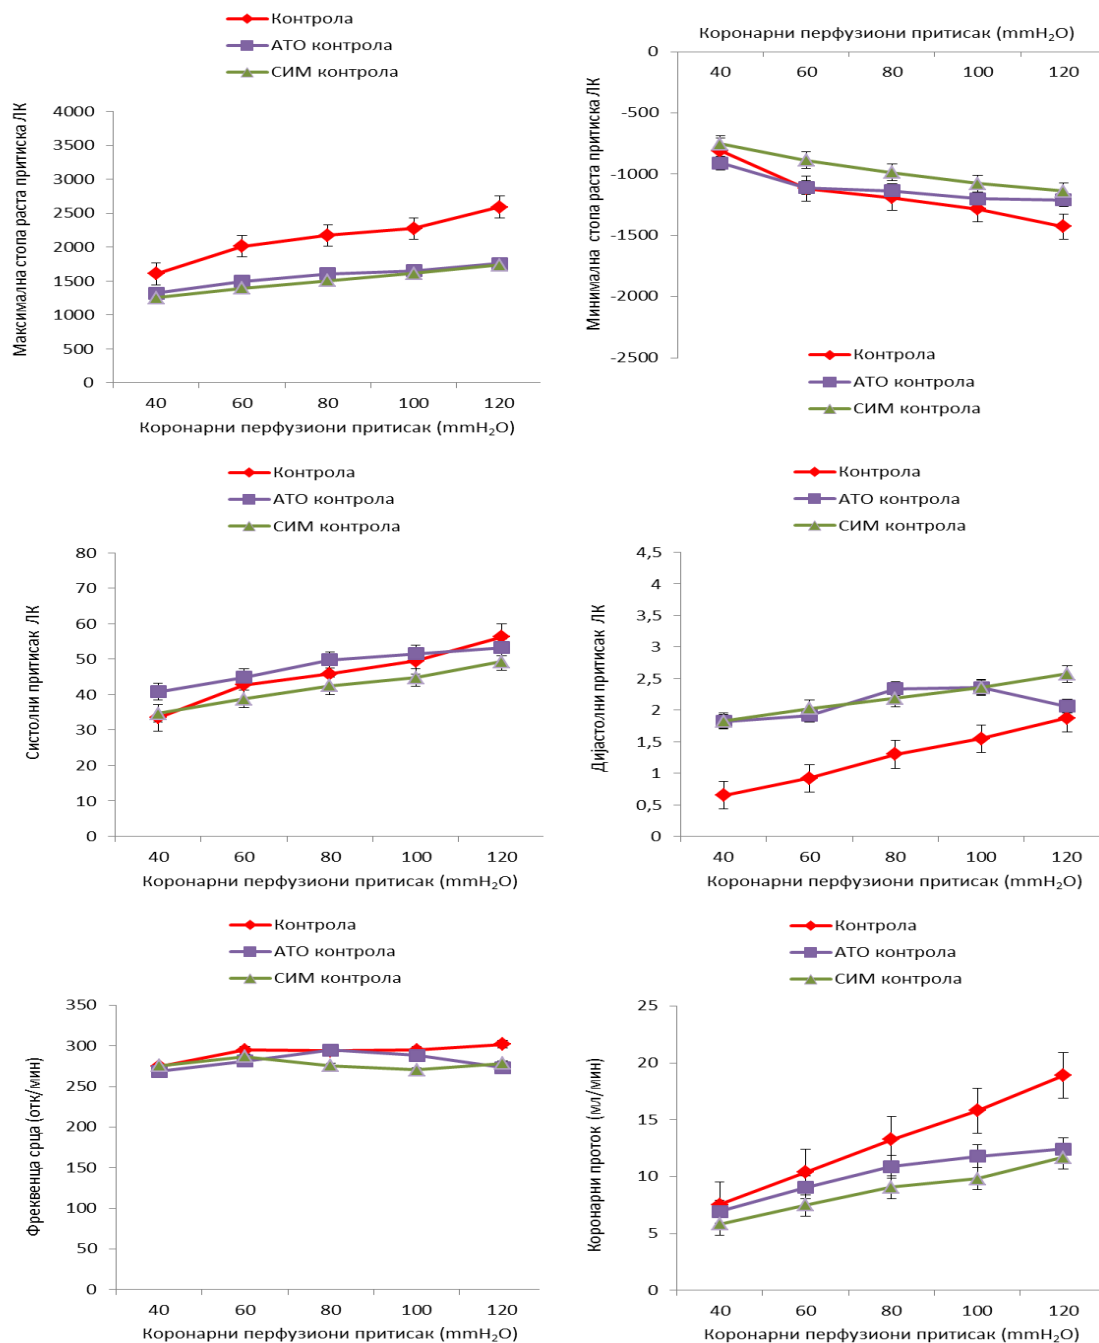 Контрола
АТО контрола
СИМ контрола
Максимална стопа раста притиска ЛК
4000
3500
3000
2500
2000
1500
1000
500
0
40 60 80 100 120
Коронарни перфузиони притисак (mmH₂O)
Коронарни перфузиони притисак (mmH₂O)
40 60 80 100 120
Минимална стопа раста притиска ЛК
0
-500
-1000
-1500
-2000
-2500
Контрола
АТО контрола
СИМ контрола
Контрола
АТО контрола
СИМ контрола
Систолни притисак ЛК
80
70
60
50
40
30
20
10
0
40 60 80 100 120
Коронарни перфузиони притисак (mmH₂O)
Контрола
АТО контрола
СИМ контрола
Дијастолни притисак ЛК
4,5
4
3,5
3
2,5
2
1,5
1
0,5
0
40 60 80 100 120
Коронарни перфузиони притисак (mmH₂O)
Контрола
АТО контрола
СИМ контрола
Фреквенца срца (отк/мин)
350
300
250
200
150
100
50
0
40 60 80 100 120
Коронарни перфузиони притисак (mmH₂O)
Контрола
АТО контрола
СИМ контрола
Коронарни проток (мл/мин)
25
20
15
10
5
0
40 60 80 100 120
Коронарни перфузиони притисак (mmH₂O)